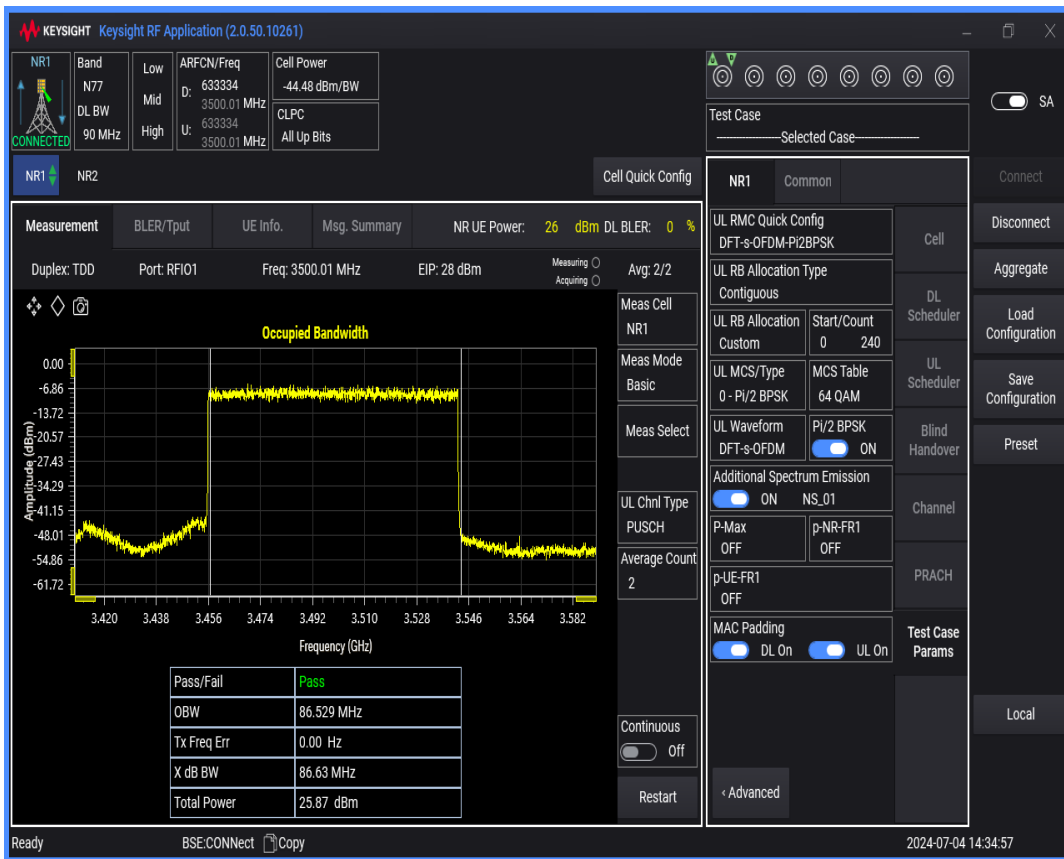 KEYSIGHT Keysight RF Application (2.0.50.10261)
NR1
CONNECTED
Band
N77
DL BW
90 MHz
Low
Mid
High
ARFCN/Freq
D: 633334
3500.01 MHz
U: 633334
3500.01 MHz
Cell Power
-44.48 dBm/BW
CLPC
All Up Bits
Test Case
-----------------------Selected Case-----------------------
SA
NR1 NR2
Cell Quick Config
Measurement BLER/Tput UE Info. Msg. Summary NR UE Power: 26 dBm DL BLER: 0 %
Duplex: TDD Port: RFIO1 Freq: 3500.01 MHz EIP: 28 dBm Measuring Acquiring Avg: 2/2
Occupied Bandwidth
Amplitude (dBm)
0.00
-6.86
-13.72
-20.57
-27.43
-34.29
-41.15
-48.01
-54.86
-61.72
3.420 3.438 3.456 3.474 3.492 3.510 3.528 3.546 3.564 3.582
Frequency (GHz)
Pass/Fail Pass
OBW 86.529 MHz
Tx Freq Err 0.00 Hz
X dB BW 86.63 MHz
Total Power 25.87 dBm
Meas Cell
NR1
Meas Mode
Basic
Meas Select
UL Chnl Type
PUSCH
Average Count
2
Continuous
Off
Restart
NR1 Common
UL RMC Quick Config
DFT-s-OFDM-Pi2BPSK
UL RB Allocation Type
Contiguous
UL RB Allocation
Custom
Start/Count
0 240
UL MCS/Type
0 - Pi/2 BPSK
MCS Table
64 QAM
UL Waveform
DFT-s-OFDM
Pi/2 BPSK
ON
Additional Spectrum Emission
ON NS_01
P-Max
OFF
p-NR-FR1
OFF
p-UE-FR1
OFF
MAC Padding
DL On UL On
‹ Advanced
Cell
DL
Scheduler
UL
Scheduler
Blind
Handover
Channel
PRACH
Test Case
Params
Connect
Disconnect
Aggregate
Load
Configuration
Save
Configuration
Preset
Local
Ready BSE:CONNect Copy 2024-07-04 14:34:57